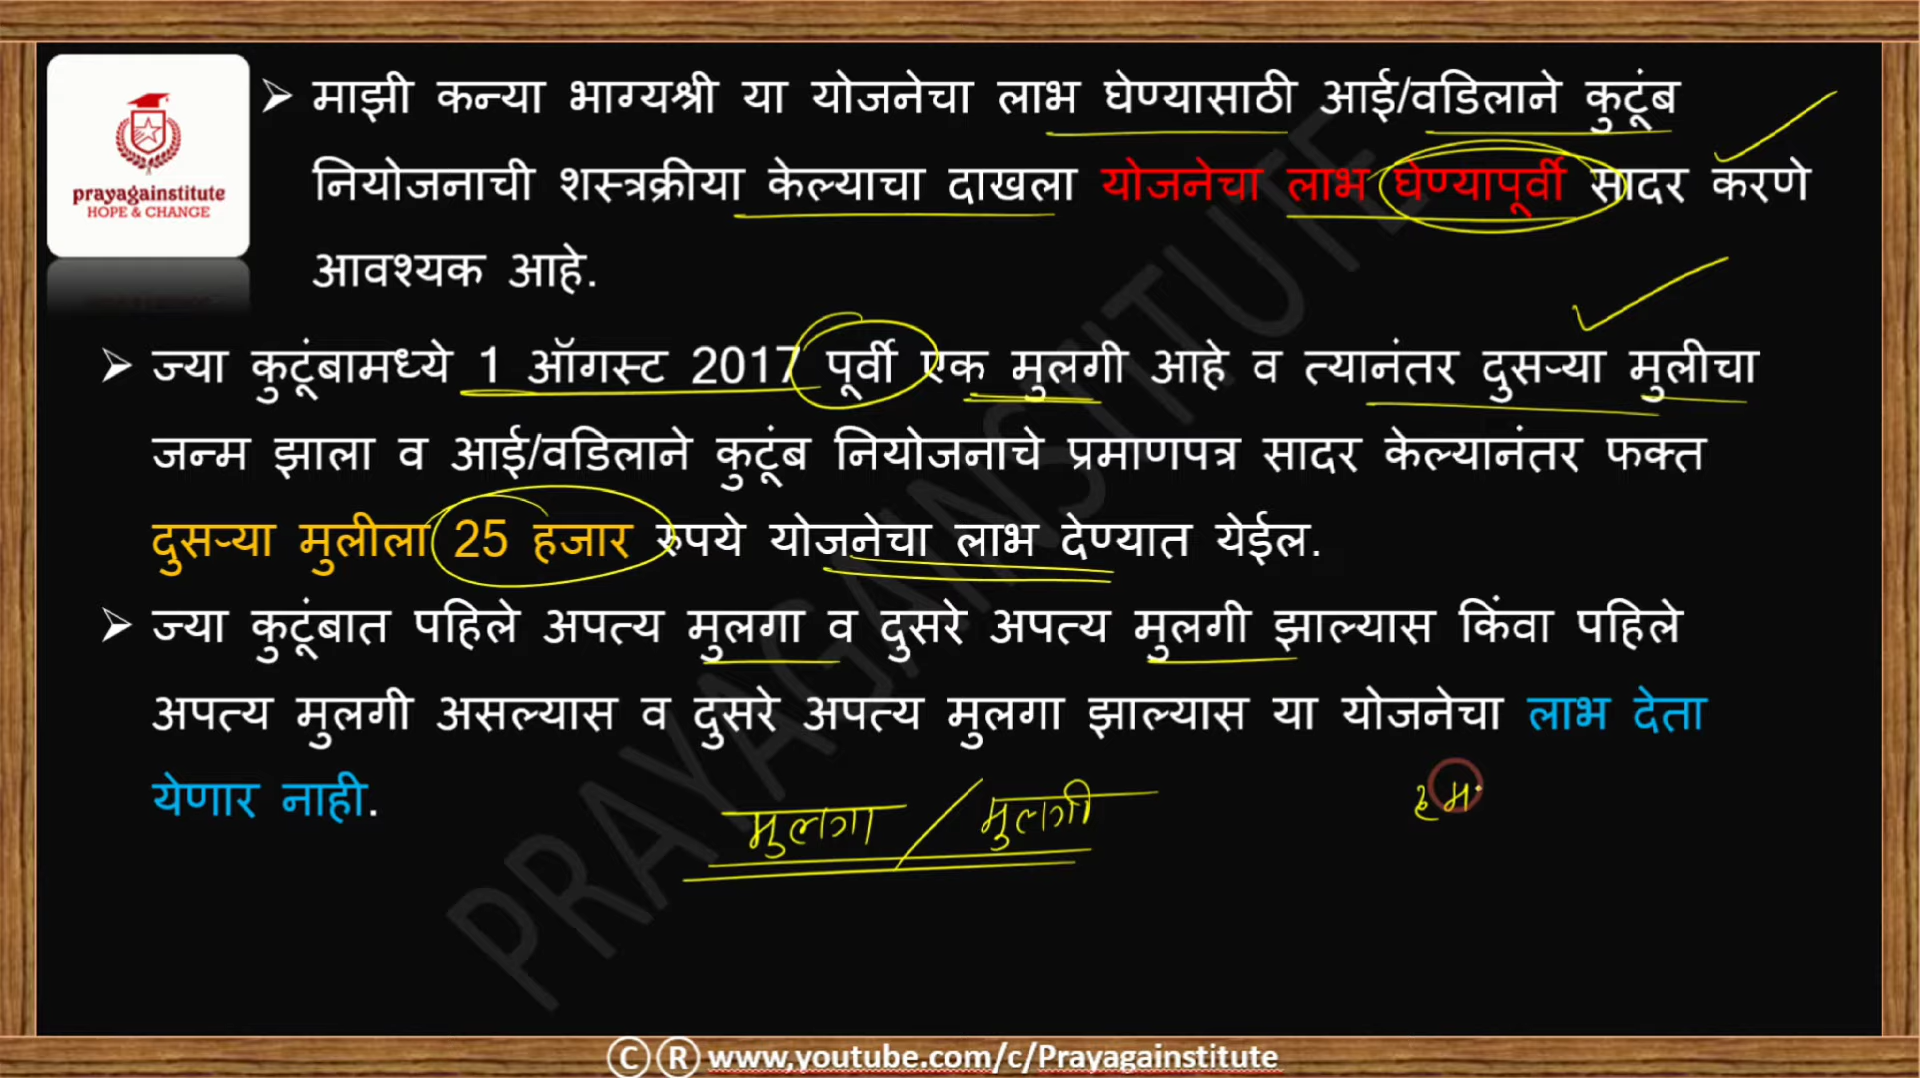 prayagainstitute
HOPE & CHANGE
➢ माझी कन्या भाग्यश्री या योजनेचा लाभ घेण्यासाठी आई/वडिलाने कुटूंब
नियोजनाची शस्त्रक्रीया केल्याचा दाखला योजनेचा लाभ घेण्यापूर्वी सादर करणे
आवश्यक आहे.
➢ ज्या कुटूंबामध्ये 1 ऑगस्ट 2017 पूर्वी एक मुलगी आहे व त्यानंतर दुसऱ्या मुलीचा
जन्म झाला व आई/वडिलाने कुटूंब नियोजनाचे प्रमाणपत्र सादर केल्यानंतर फक्त
दुसऱ्या मुलीला 25 हजार रुपये योजनेचा लाभ देण्यात येईल.
➢ ज्या कुटूंबात पहिले अपत्य मुलगा व दुसरे अपत्य मुलगी झाल्यास किंवा पहिले
अपत्य मुलगी असल्यास व दुसरे अपत्य मुलगा झाल्यास या योजनेचा लाभ देता
येणार नाही.
मुलगा / मुलगी
PRAYAGAINSTITUTE
©® www.youtube.com/c/Prayagainstitute